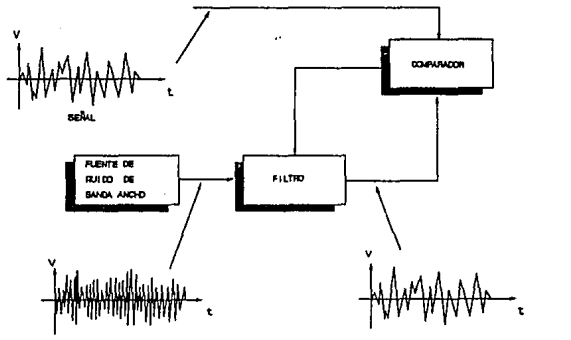 V
t
SEÑAL
COMPARADOR
FUENTE DE
RUIDO DE
BANDA ANCHO
FILTRO
V
t
V
t